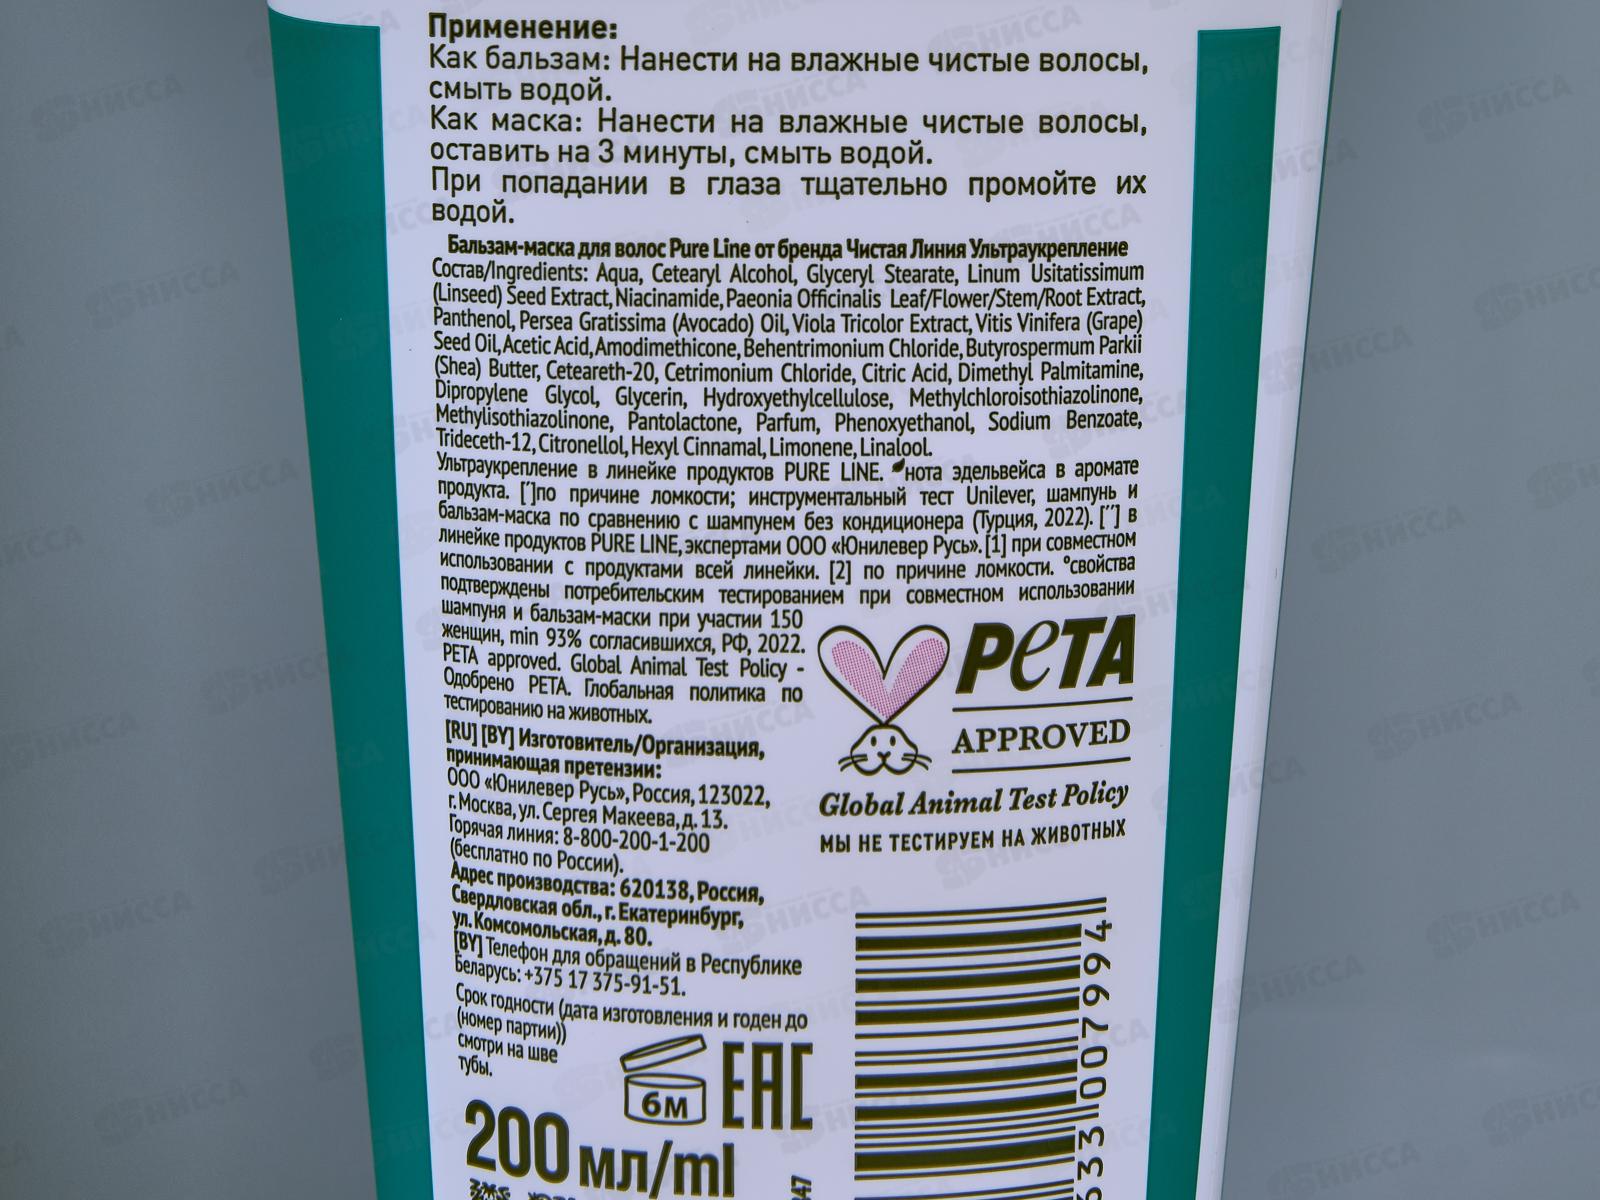 Применение:
Как бальзам: Нанести на влажные чистые волосы,
смыть водой.
Как маска: Нанести на влажные чистые волосы,
оставить на 3 минуты, смыть водой.
При попадании в глаза тщательно промойте их
водой.
Бальзам-маска для волос Pure Line от бренда Чистая Линия Ультраукрепление
Состав/Ingredients: Aqua, Cetearyl Alcohol, Glyceryl Stearate, Linum Usitatissimum
(Linseed) Seed Extract, Niacinamide, Paeonia Officinalis Leaf/Flower/Stem/Root Extract,
Panthenol, Persea Gratissima (Avocado) Oil, Viola Tricolor Extract, Vitis Vinifera (Grape)
Seed Oil, Acetic Acid, Amodimethicone, Behentrimonium Chloride, Butyrospermum Parkii
(Shea) Butter, Ceteareth-20, Cetrimonium Chloride, Citric Acid, Dimethyl Palmitamine,
Dipropylene Glycol, Glycerin, Hydroxyethylcellulose, Methylchloroisothiazolinone,
Methylisothiazolinone, Pantolactone, Parfum, Phenoxyethanol, Sodium Benzoate,
Trideceth-12, Citronellol, Hexyl Cinnamal, Limonene, Linalool.
Ультраукрепление в линейке продуктов PURE LINE. нота эдельвейса в аромате
продукта. [*]по причине ломкости; инструментальный тест Unilever, шампунь и
бальзам-маска по сравнению с шампунем без кондиционера (Турция, 2022). [**] в
линейке продуктов PURE LINE, экспертами ООО «Юнилевер Русь». [1] при совместном
использовании с продуктами всей линейки. [2] по причине ломкости. °свойства
подтверждены потребительским тестированием при совместном использовании
шампуня и бальзам-маски при участии 150
женщин, min 93% согласившихся, РФ, 2022.
PETA approved. Global Animal Test Policy -
Одобрено PETA. Глобальная политика по
тестированию на животных.
PETA
APPROVED
Global Animal Test Policy
МЫ НЕ ТЕСТИРУЕМ НА ЖИВОТНЫХ
[RU] [BY] Изготовитель/Организация,
принимающая претензии:
ООО «Юнилевер Русь», Россия, 123022,
г. Москва, ул. Сергея Макеева, д. 13.
Горячая линия: 8-800-200-1-200
(бесплатно по России).
Адрес производства: 620138, Россия,
Свердловская обл., г. Екатеринбург,
ул. Комсомольская, д. 80.
[BY] Телефон для обращений в Республике
Беларусь: +375 17 375-91-51.
Срок годности (дата изготовления и годен до
(номер партии))
смотри на шве
тубы.
6м
EAC
200 мл/ml
33 007994
НИССА